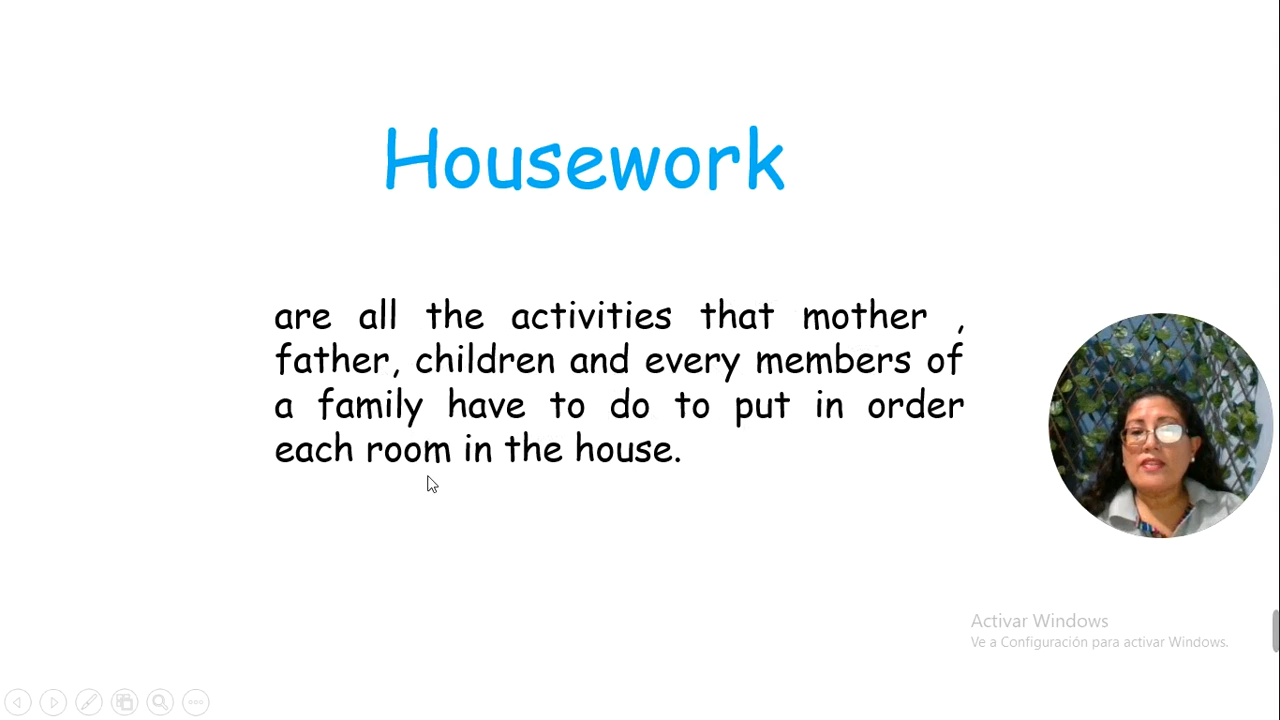 Housework
are all the activities that mother ,
father, children and every members of
a family have to do to put in order
each room in the house.
Activar Windows
Ve a Configuración para activar Windows.